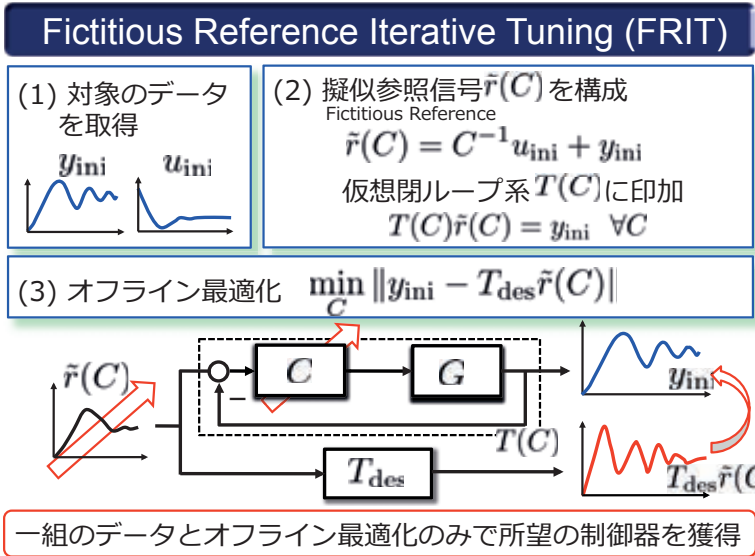 Fictitious Reference Iterative Tuning (FRIT)
(1) 対象のデータ
を取得
y_ini u_ini
(2) 擬似参照信号 r̃(C) を構成
Fictitious Reference
r̃(C) = C⁻¹u_ini + y_ini
仮想閉ループ系 T(C) に印加
T(C)r̃(C) = y_ini ∀C
(3) オフライン最適化 min_C ‖y_ini − T_des r̃(C)‖
r̃(C)
−
C
G
T(C)
T_des
y_ini
T_des r̃(C
一組のデータとオフライン最適化のみで所望の制御器を獲得